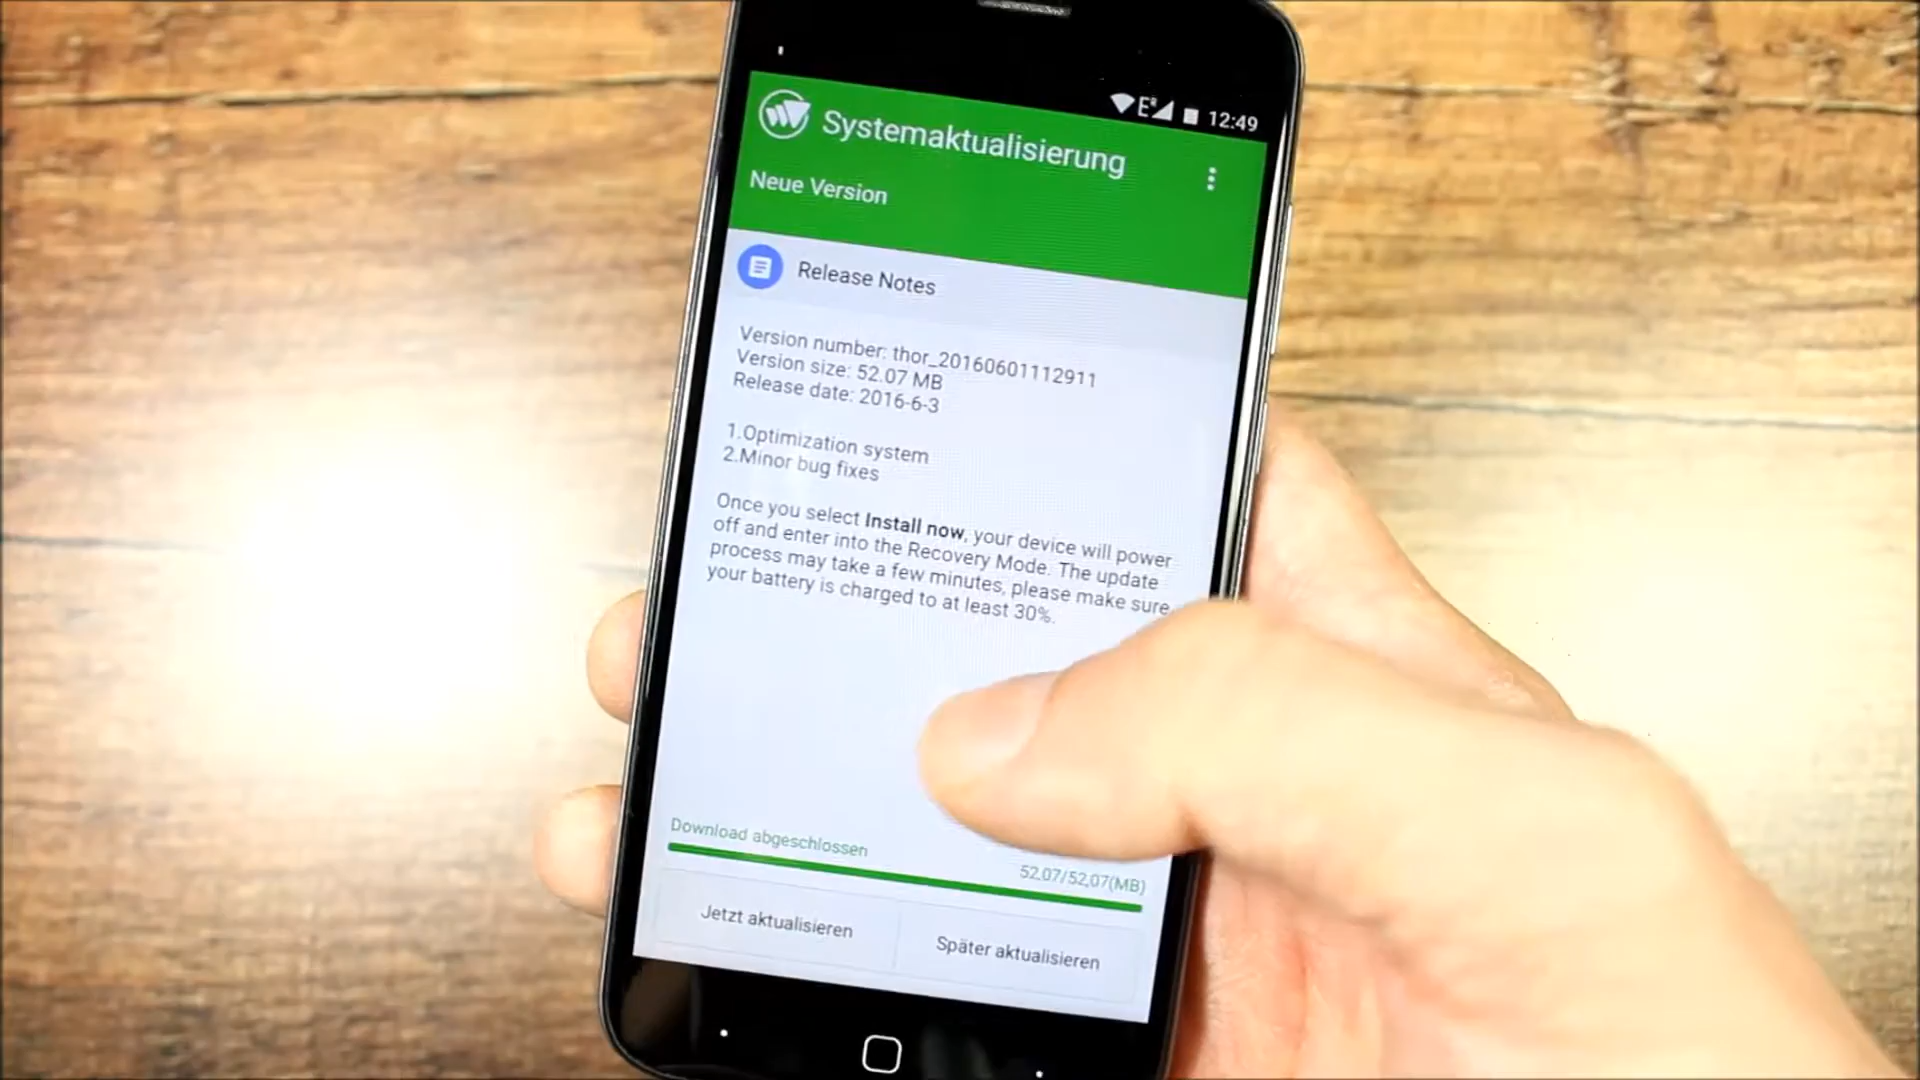 12:49
Systemaktualisierung
Neue Version
Release Notes
Version number: thor_20160601112911
Version size: 52.07 MB
Release date: 2016-6-3
1.Optimization system
2.Minor bug fixes
Once you select Install now, your device will power
off and enter into the Recovery Mode. The update
process may take a few minutes, please make sure
your battery is charged to at least 30%.
Download abgeschlossen
52,07/52,07(MB)
Jetzt aktualisieren
Später aktualisieren